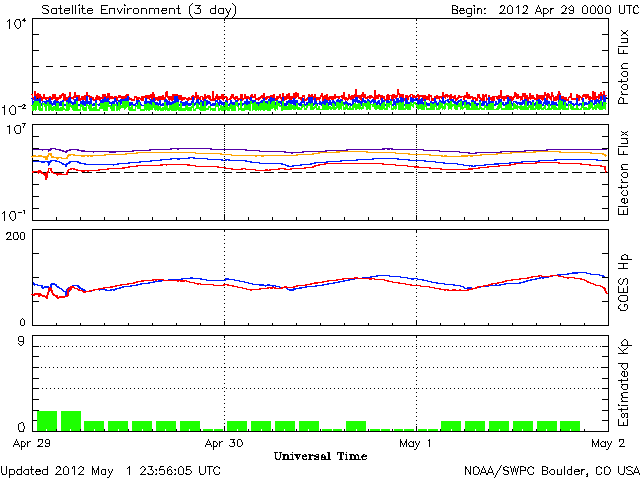 Satellite Environment (3 day) Begin: 2012 Apr 29 0000 UTC
10⁴
10⁻²
Proton Flux
10⁷
10⁻¹
Electron Flux
200
0
GOES Hp
9
0
Estimated Kp
Apr 29 Apr 30 May 1 May 2
Universal Time
Updated 2012 May 1 23:56:05 UTC NOAA/SWPC Boulder, CO USA